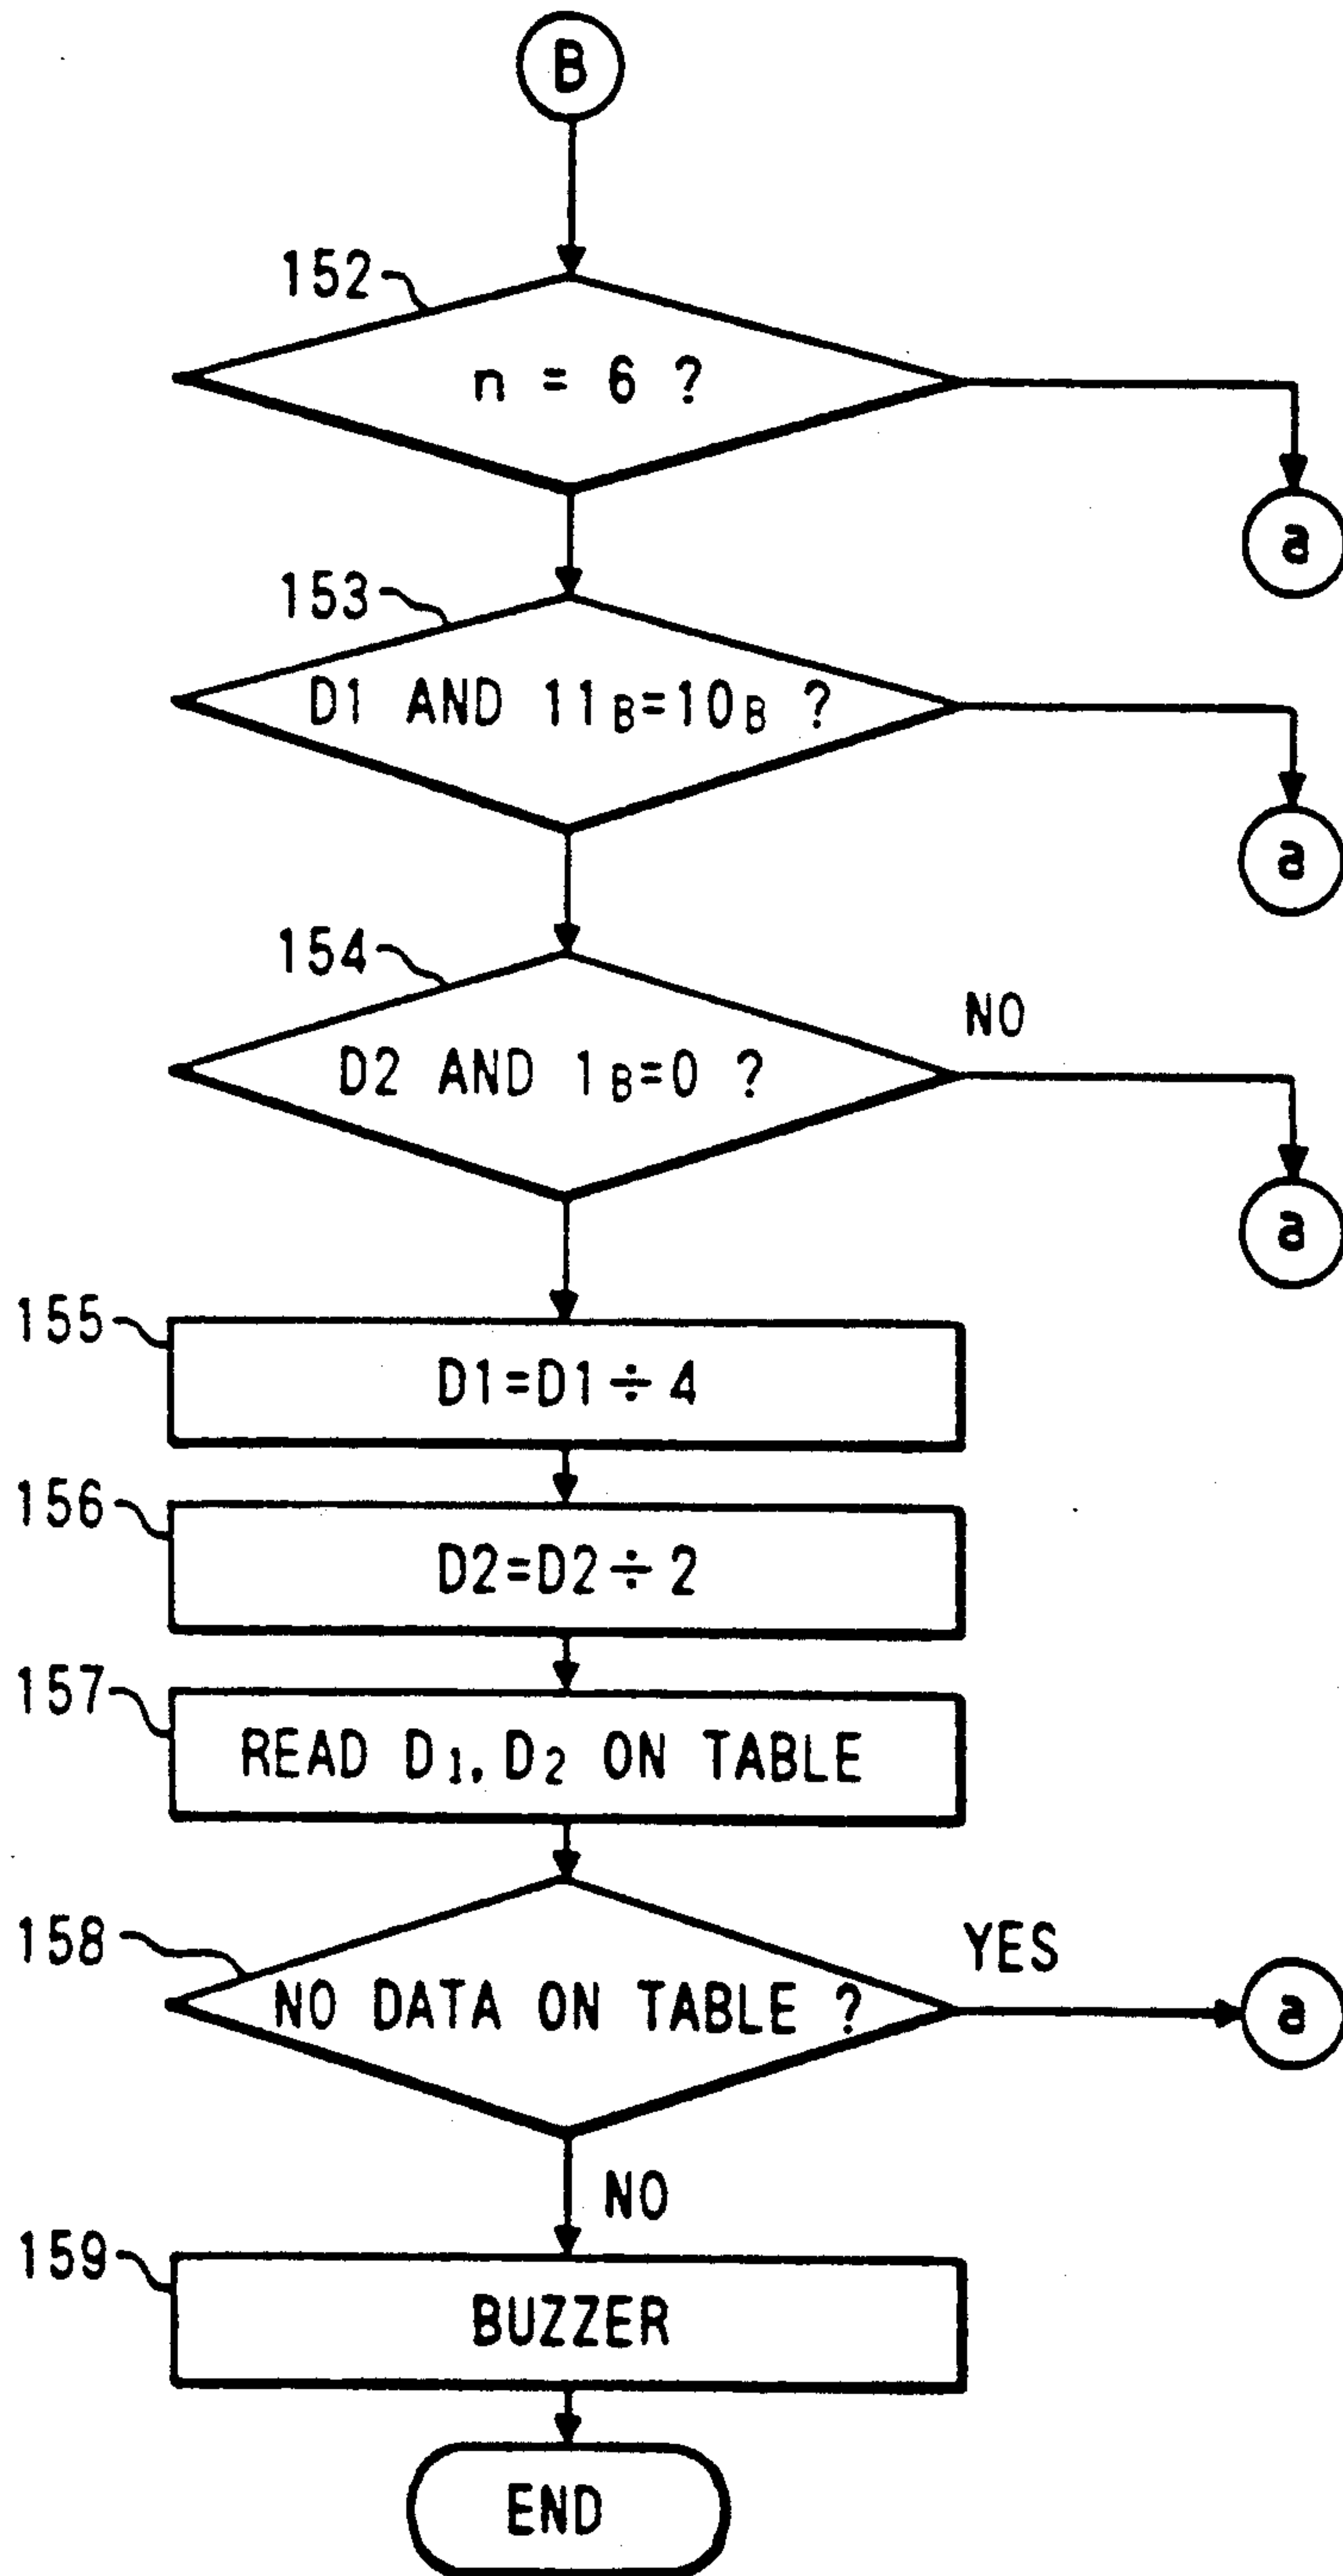 B
152
n = 6 ?
a
153
D1 AND 11B=10B ?
a
154
NO
D2 AND 1B=0 ?
a
155
D1=D1÷4
156
D2=D2÷2
157
READ D1, D2 ON TABLE
158
YES
NO DATA ON TABLE ?
a
NO
159
BUZZER
END